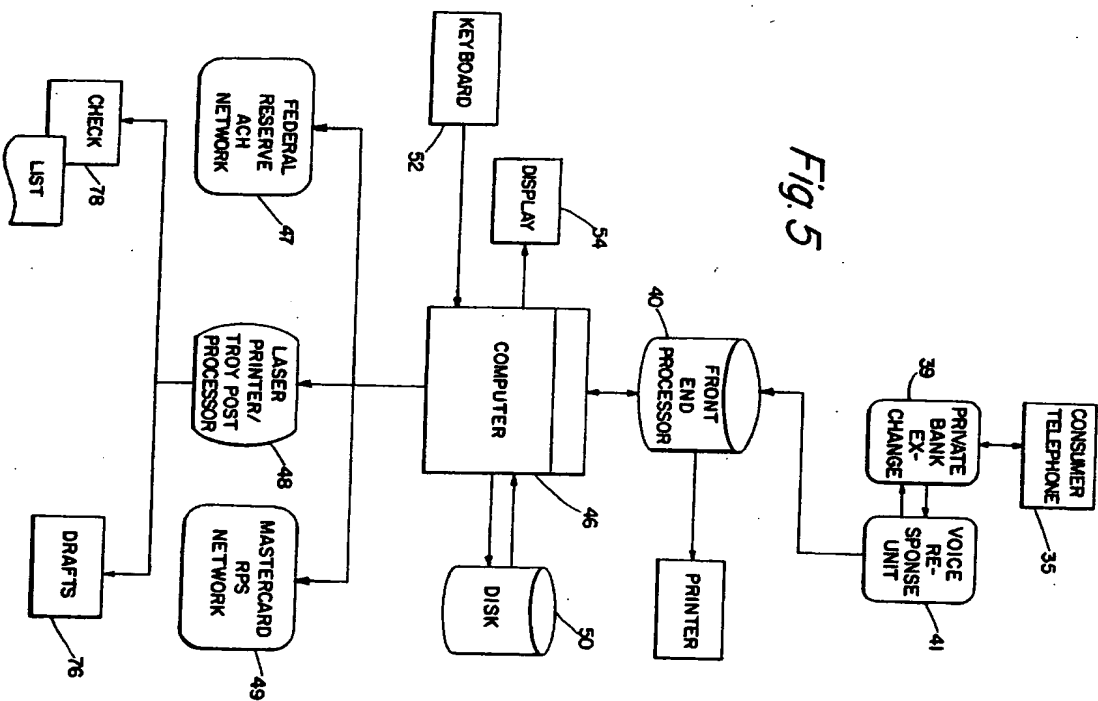 Fig. 5
CONSUMER
TELEPHONE
35
39
PRIVATE
BANK
EX-
CHANGE
VOICE
RE-
SPONSE
UNIT
41
40
FRONT
END
PROCESSOR
PRINTER
KEYBOARD
52
DISPLAY
54
COMPUTER
46
DISK
50
FEDERAL
RESERVE
ACH
NETWORK
47
LASER
PRINTER/
TROY POST
PROCESSOR
48
MASTERCARD
RPS
NETWORK
49
CHECK
78
LIST
DRAFTS
76